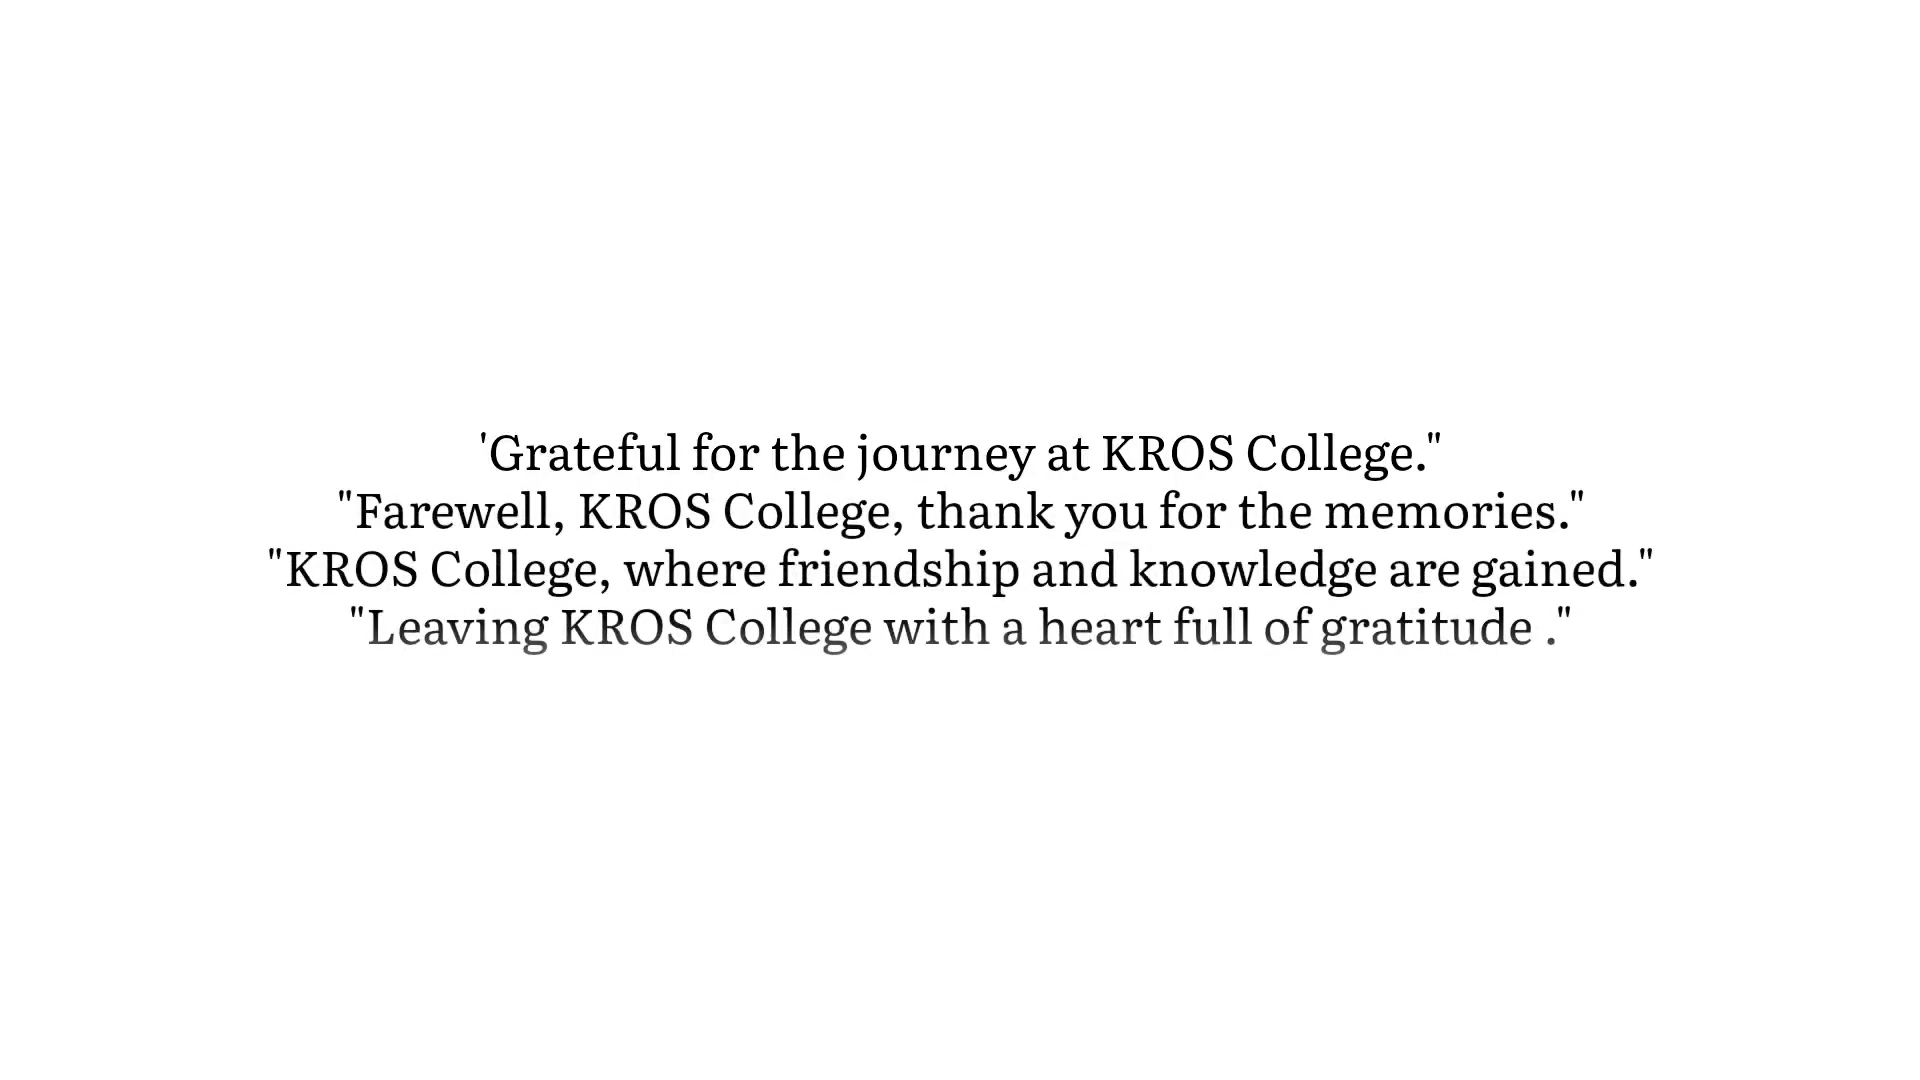 'Grateful for the journey at KROS College."
"Farewell, KROS College, thank you for the memories."
"KROS College, where friendship and knowledge are gained."
"Leaving KROS College with a heart full of gratitude ."